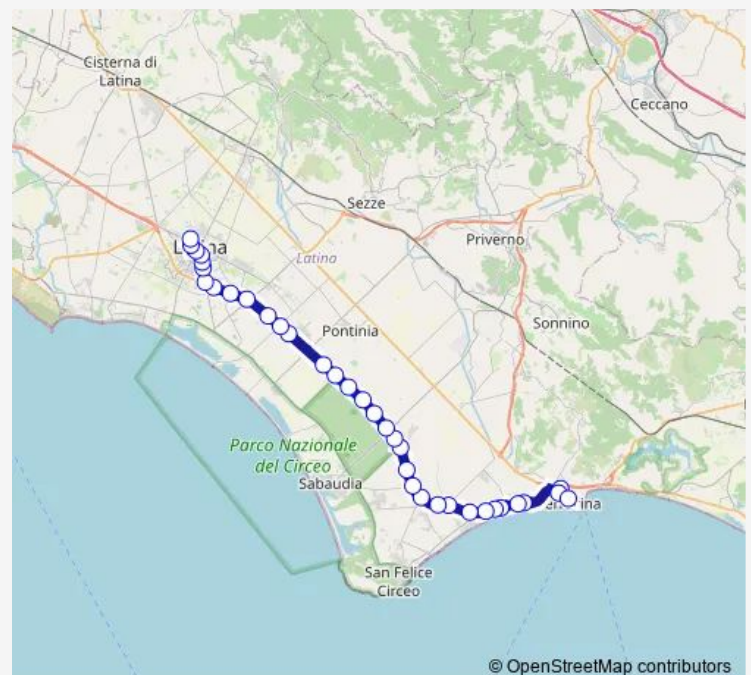 Cisterna di
Latina
Ceccano
Sezze
Priverno
Latina
Sonnino
Pontinia
Parco Nazionale
del Circeo
Sabaudia
San Felice
Circeo
© OpenStreetMap contributors